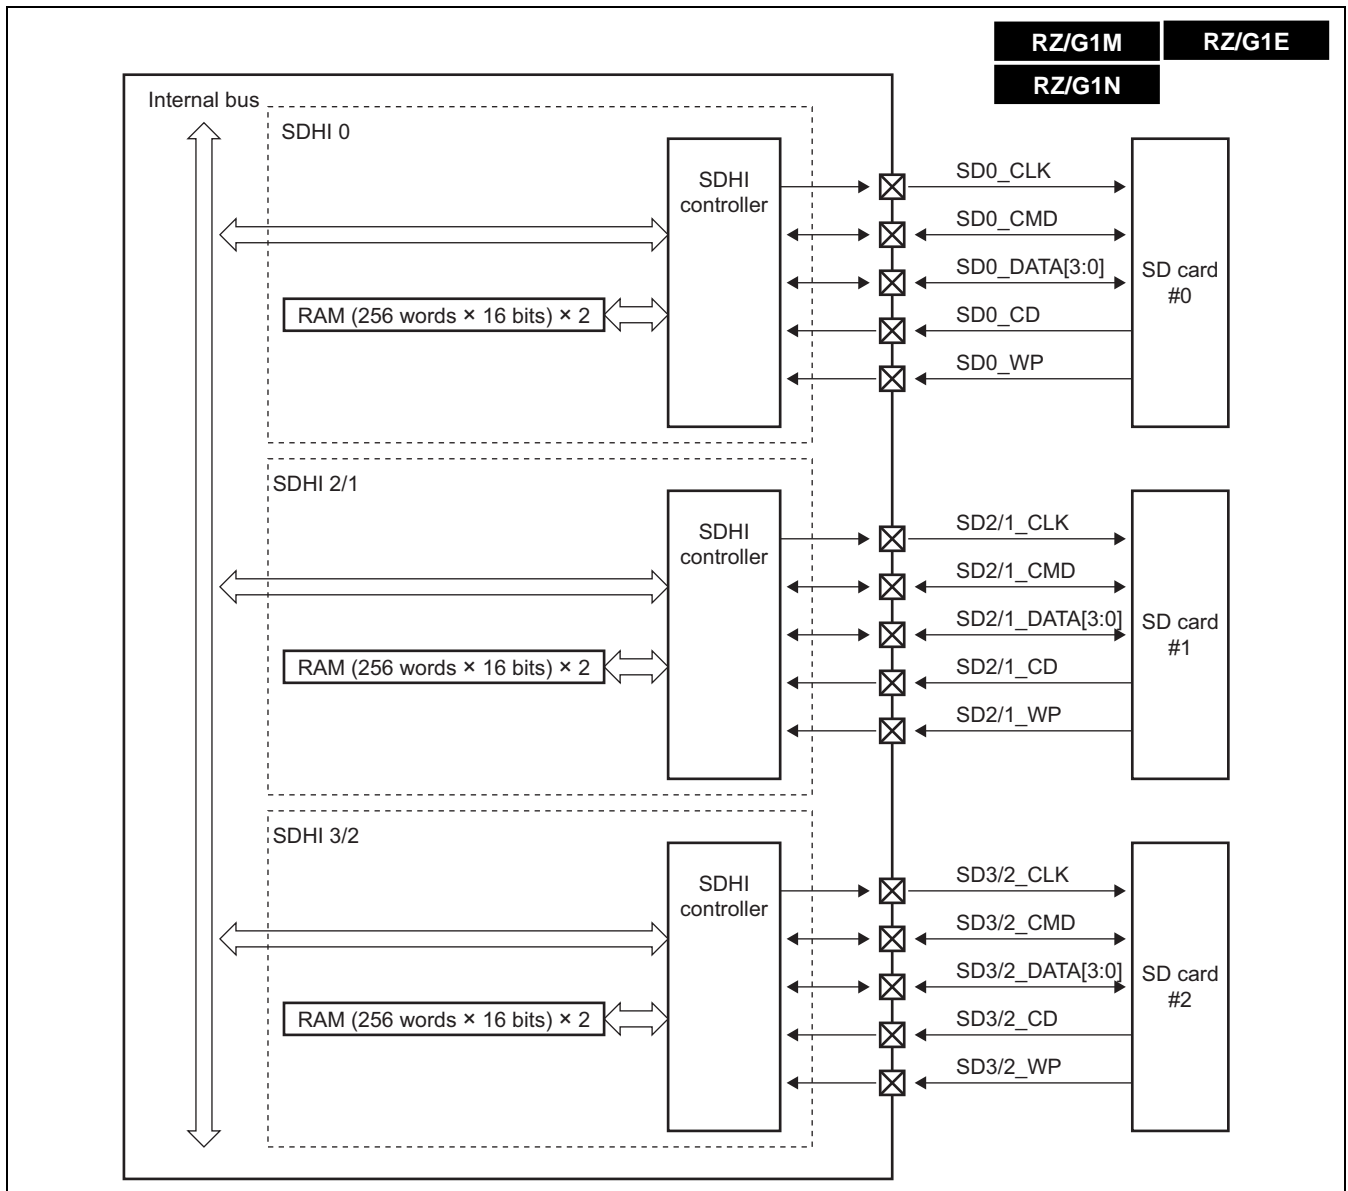 RZ/G1M
RZ/G1E
RZ/G1N
Internal bus
SDHI 0
SDHI
controller
RAM (256 words × 16 bits) × 2
SD0_CLK
SD0_CMD
SD0_DATA[3:0]
SD0_CD
SD0_WP
SD card
#0
SDHI 2/1
SDHI
controller
RAM (256 words × 16 bits) × 2
SD2/1_CLK
SD2/1_CMD
SD2/1_DATA[3:0]
SD2/1_CD
SD2/1_WP
SD card
#1
SDHI 3/2
SDHI
controller
RAM (256 words × 16 bits) × 2
SD3/2_CLK
SD3/2_CMD
SD3/2_DATA[3:0]
SD3/2_CD
SD3/2_WP
SD card
#2